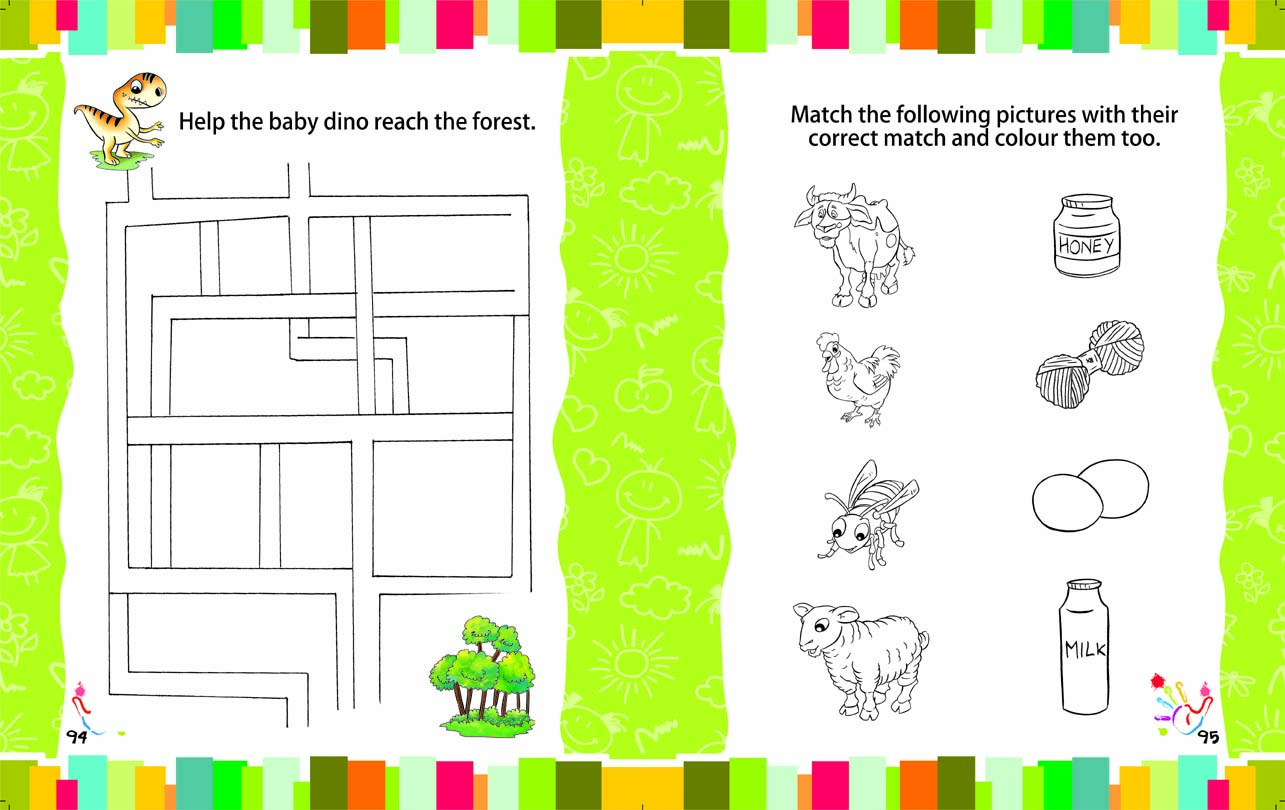 Help the baby dino reach the forest.
94
Match the following pictures with their
correct match and colour them too.
HONEY
MILK
95